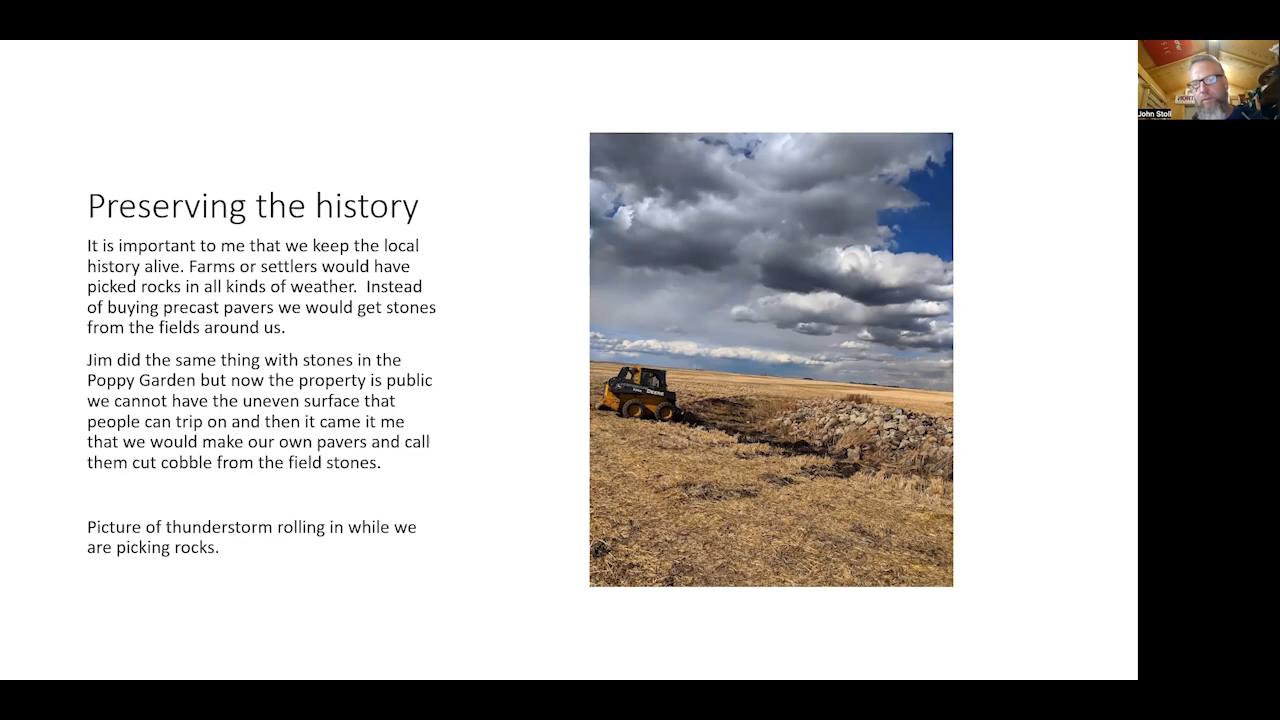 Preserving the history
It is important to me that we keep the local
history alive. Farms or settlers would have
picked rocks in all kinds of weather.  Instead
of buying precast pavers we would get stones
from the fields around us.
Jim did the same thing with stones in the
Poppy Garden but now the property is public
we cannot have the uneven surface that
people can trip on and then it came it me
that we would make our own pavers and call
them cut cobble from the field stones.
Picture of thunderstorm rolling in while we
are picking rocks.
DEERE
John Stoll